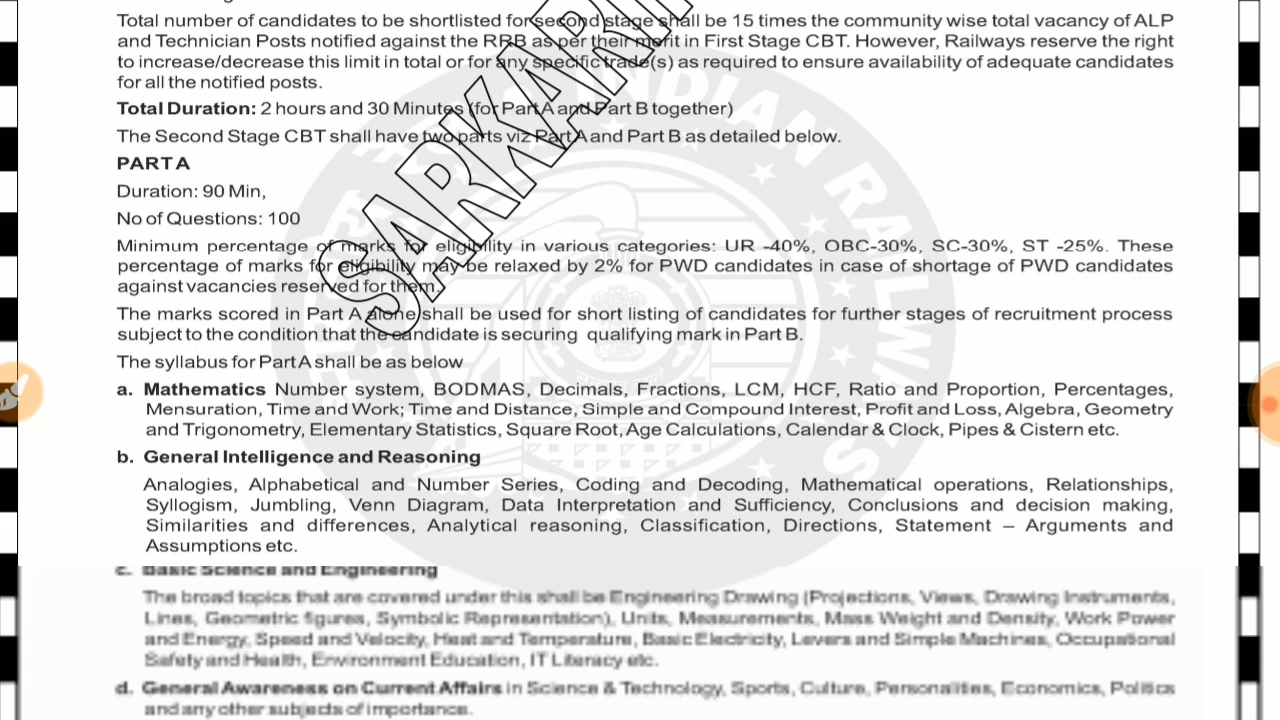 Total number of candidates to be shortlisted for second stage shall be 15 times the community wise total vacancy of ALP
and Technician Posts notified against the RRB as per their merit in First Stage CBT. However, Railways reserve the right
to increase/decrease this limit in total or for any specific trade(s) as required to ensure availability of adequate candidates
for all the notified posts.
Total Duration: 2 hours and 30 Minutes (for Part A and Part B together)
The Second Stage CBT shall have two parts viz Part A and Part B as detailed below.
PART A
Duration: 90 Min,
No of Questions: 100
Minimum percentage of marks for eligibility in various categories: UR -40%, OBC-30%, SC-30%, ST -25%. These
percentage of marks for eligibility may be relaxed by 2% for PWD candidates in case of shortage of PWD candidates
against vacancies reserved for them.
The marks scored in Part A alone shall be used for short listing of candidates for further stages of recruitment process
subject to the condition that the candidate is securing qualifying mark in Part B.
The syllabus for Part A shall be as below
a. Mathematics Number system, BODMAS, Decimals, Fractions, LCM, HCF, Ratio and Proportion, Percentages,
Mensuration, Time and Work; Time and Distance, Simple and Compound Interest, Profit and Loss, Algebra, Geometry
and Trigonometry, Elementary Statistics, Square Root, Age Calculations, Calendar & Clock, Pipes & Cistern etc.
b. General Intelligence and Reasoning
Analogies, Alphabetical and Number Series, Coding and Decoding, Mathematical operations, Relationships,
Syllogism, Jumbling, Venn Diagram, Data Interpretation and Sufficiency, Conclusions and decision making,
Similarities and differences, Analytical reasoning, Classification, Directions, Statement – Arguments and
Assumptions etc.
c. Basic Science and Engineering
The broad topics that are covered under this shall be Engineering Drawing (Projections, Views, Drawing Instruments,
Lines, Geometric figures, Symbolic Representation), Units, Measurements, Mass Weight and Density, Work Power
and Energy, Speed and Velocity, Heat and Temperature, Basic Electricity, Levers and Simple Machines, Occupational
Safety and Health, Environment Education, IT Literacy etc.
d. General Awareness on Current Affairs in Science & Technology, Sports, Culture, Personalities, Economics, Politics
and any other subjects of importance.
SARKARI
INDIAN RAILWAYS